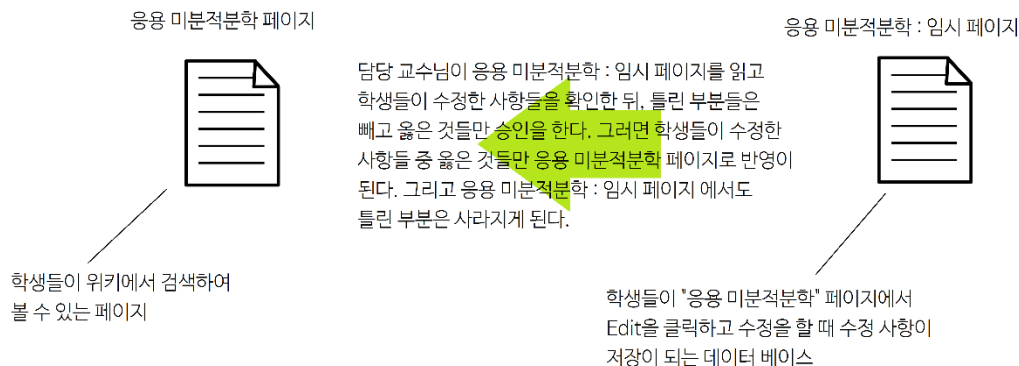 응용 미분적분학 페이지
응용 미분적분학 : 임시 페이지
담당 교수님이 응용 미분적분학 : 임시 페이지를 읽고
학생들이 수정한 사항들을 확인한 뒤, 틀린 부분들은
빼고 옳은 것들만 승인을 한다. 그러면 학생들이 수정한
사항들 중 옳은 것들만 응용 미분적분학 페이지로 반영이
된다. 그리고 응용 미분적분학 : 임시 페이지 에서도
틀린 부분은 사라지게 된다.
학생들이 위키에서 검색하여
볼 수 있는 페이지
학생들이 "응용 미분적분학" 페이지에서
Edit을 클릭하고 수정을 할 때 수정 사항이
저장이 되는 데이터 베이스